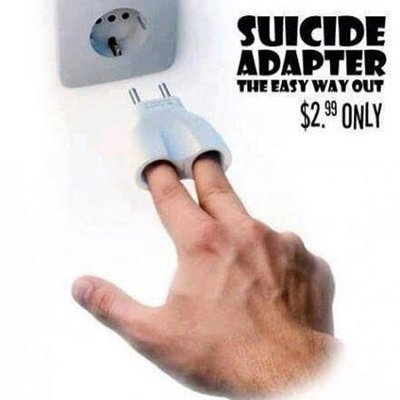 SUICIDE
ADAPTER
THE EASY WAY OUT
$2.99 ONLY